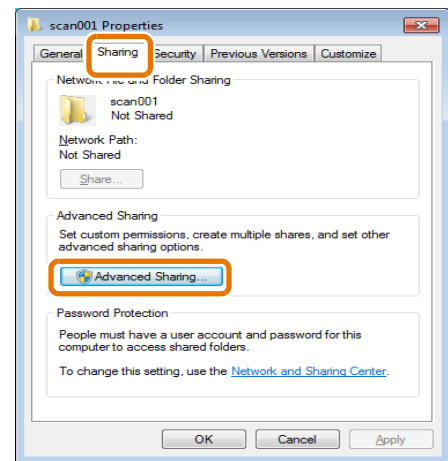 scan001 Properties
General Sharing Security Previous Versions Customize
Network File and Folder Sharing
scan001
Not Shared
Network Path:
Not Shared
Share...
Advanced Sharing
Set custom permissions, create multiple shares, and set other
advanced sharing options.
Advanced Sharing...
Password Protection
People must have a user account and password for this
computer to access shared folders.
To change this setting, use the Network and Sharing Center.
OK Cancel Apply